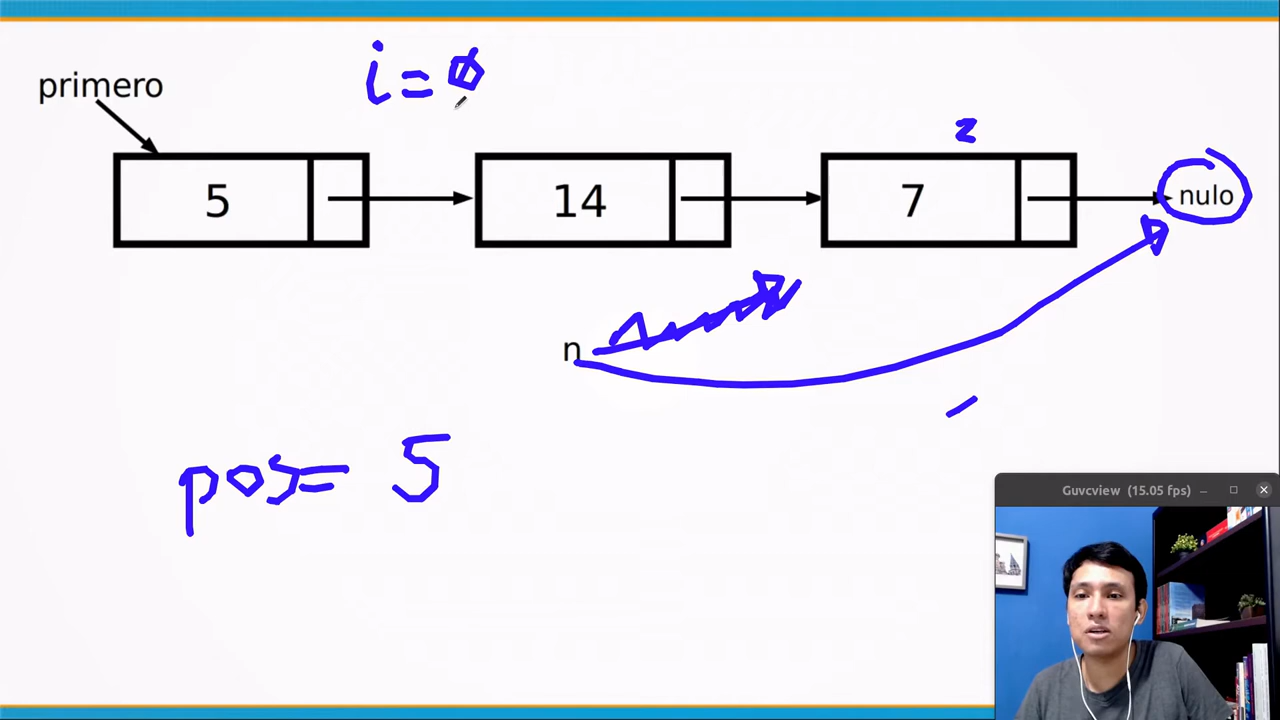 i=0
primero
2
5 14 7 nulo
n
pos= 5
Guvcview (15.05 fps)